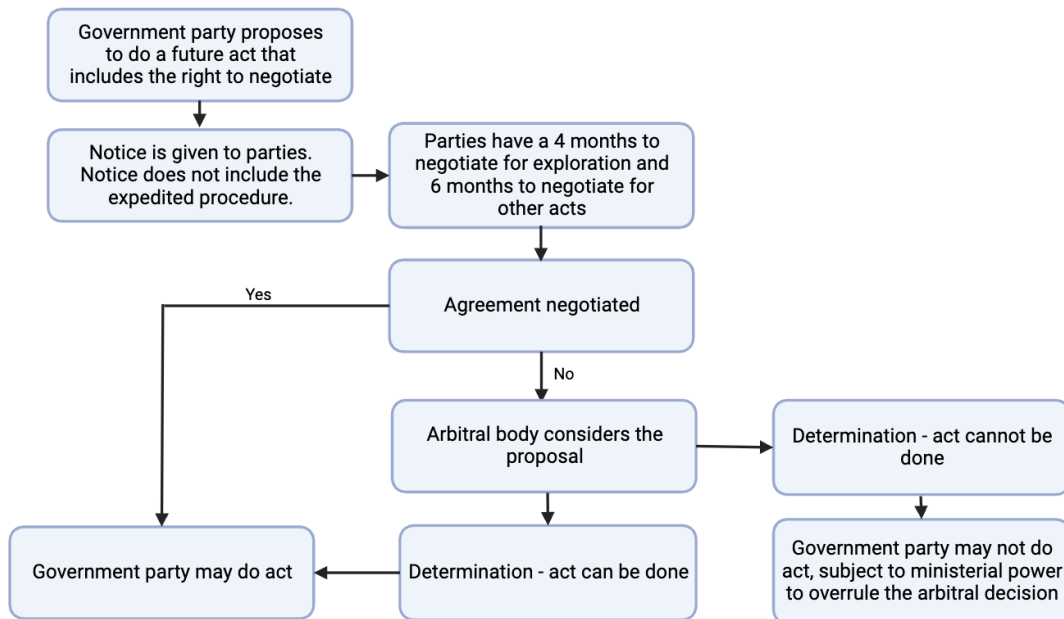 Government party proposes
to do a future act that
includes the right to negotiate
Notice is given to parties.
Notice does not include the
expedited procedure.
Parties have a 4 months to
negotiate for exploration and
6 months to negotiate for
other acts
Yes
Agreement negotiated
No
Arbitral body considers the
proposal
Determination - act cannot be
done
Government party may do act
Determination - act can be done
Government party may not do
act, subject to ministerial power
to overrule the arbitral decision